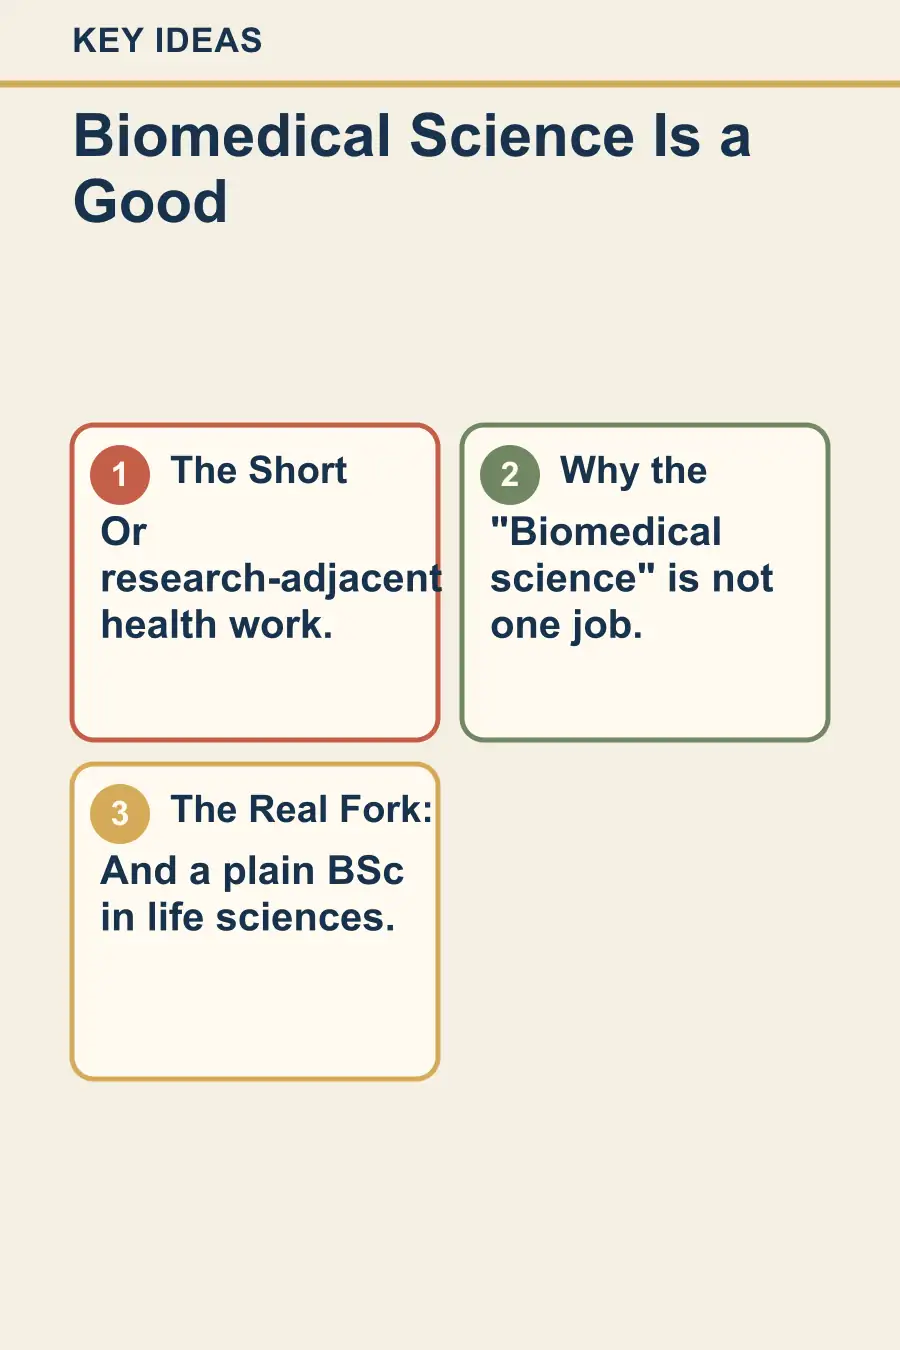 KEY IDEAS
Biomedical Science Is a
Good
1 The Short
Or
research-adjacent
health work.
2 Why the
"Biomedical
science" is not
one job.
3 The Real Fork:
And a plain BSc
in life sciences.